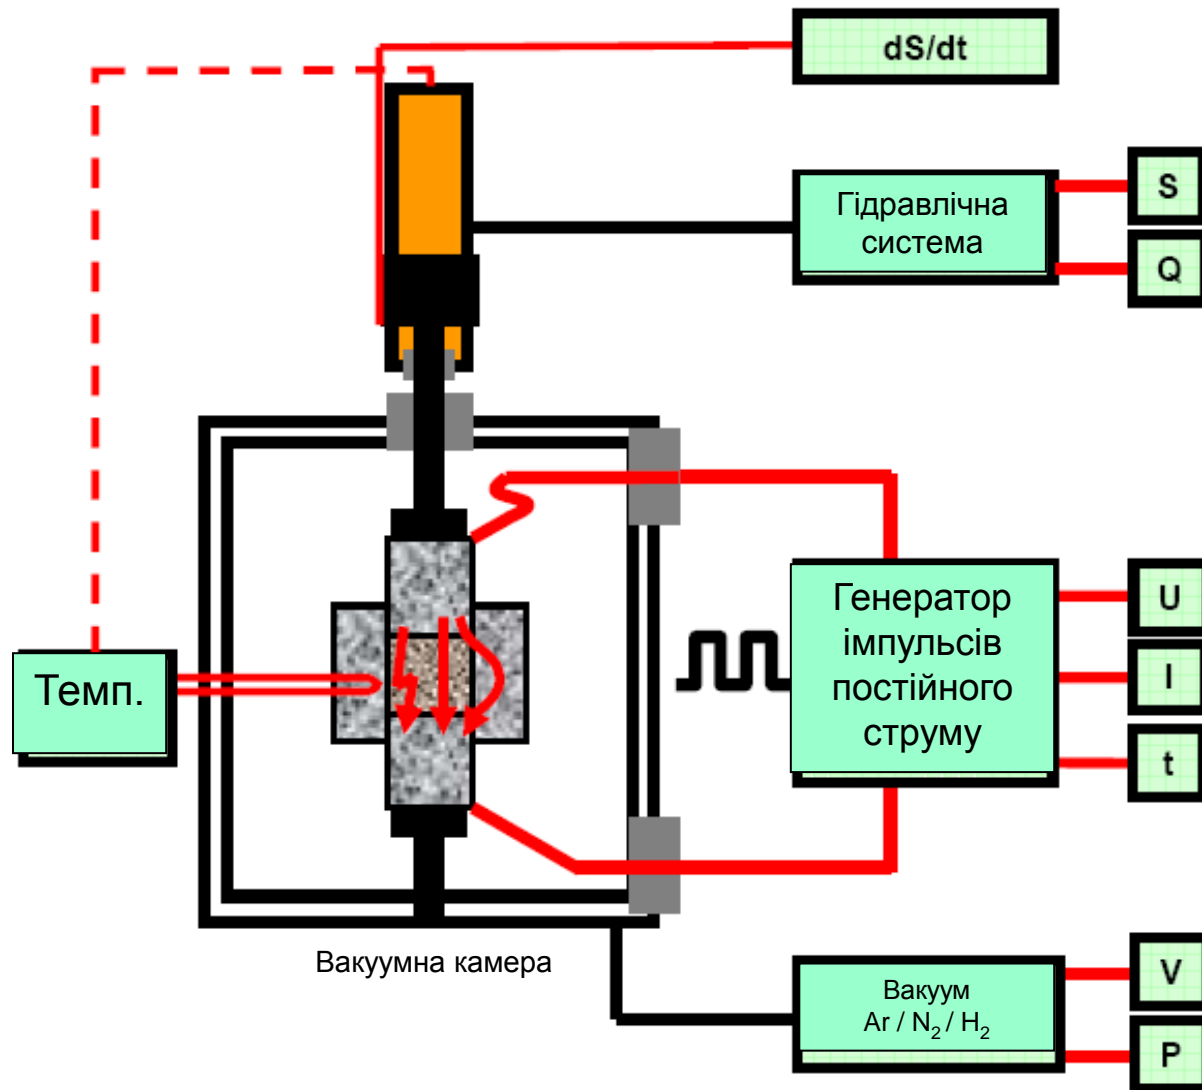 dS/dt
Гідравлічна
система
S
Q
Темп.
Генератор
імпульсів
постійного
струму
U
I
t
Вакуумна камера
Вакуум
Ar / N₂ / H₂
V
P